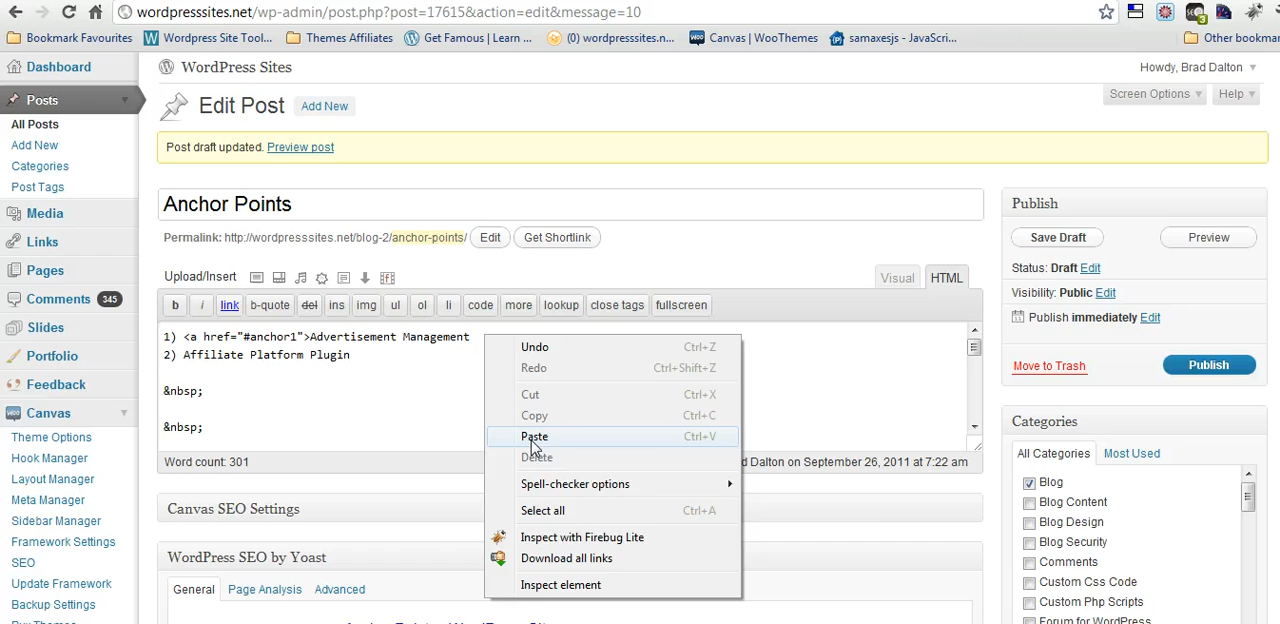 wordpresssites.net/wp-admin/post.php?post=17615&action=edit&message=10
Bookmark Favourites WordPress Site Tool... Themes Affiliates Get Famous | Learn ... (0) wordpresssites.n... Canvas | WooThemes samaxesjs - JavaScri... Other bookmar
Dashboard
WordPress Sites
Howdy, Brad Dalton
Posts
Edit Post Add New
Screen Options Help
All Posts
Add New
Categories
Post Tags
Post draft updated. Preview post
Media
Links
Pages
Comments 345
Slides
Portfolio
Feedback
Canvas
Theme Options
Hook Manager
Layout Manager
Meta Manager
Sidebar Manager
Framework Settings
SEO
Update Framework
Backup Settings
Buy Themes
Anchor Points
Permalink: http://wordpresssites.net/blog-2/anchor-points/ Edit Get Shortlink
Upload/Insert
Visual HTML
b i link b-quote del ins img ul ol li code more lookup close tags fullscreen
1) <a href="#anchor1">Advertisement Management
2) Affiliate Platform Plugin
&nbsp;
&nbsp;
Word count: 301
d Dalton on September 26, 2011 at 7:22 am
Undo Ctrl+Z
Redo Ctrl+Shift+Z
Cut Ctrl+X
Copy Ctrl+C
Paste Ctrl+V
Delete
Spell-checker options
Select all Ctrl+A
Inspect with Firebug Lite
Download all links
Inspect element
Canvas SEO Settings
WordPress SEO by Yoast
General Page Analysis Advanced
Publish
Save Draft Preview
Status: Draft Edit
Visibility: Public Edit
Publish immediately Edit
Move to Trash Publish
Categories
All Categories Most Used
Blog
Blog Content
Blog Design
Blog Security
Comments
Custom Css Code
Custom Php Scripts
Forum for WordPress